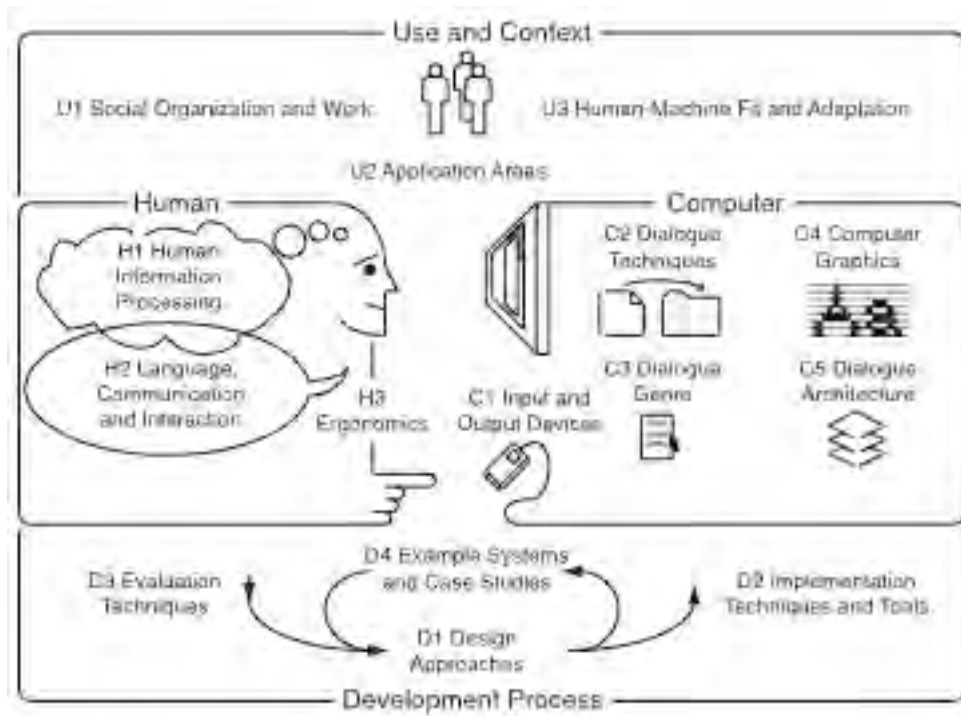 Use and Context
U1 Social Organization and Work
U3 Human-Machine Fit and Adaptation
U2 Application Areas
Human
H1 Human
Information
Processing
H2 Language,
Communication
and Interaction
H3
Ergonomics
Computer
C2 Dialogue
Techniques
C4 Computer
Graphics
C3 Dialogue
Genre
C5 Dialogue
Architecture
C1 Input and
Output Devices
D3 Evaluation
Techniques
D4 Example Systems
and Case Studies
D2 Implementation
Techniques and Tools
D1 Design
Approaches
Development Process